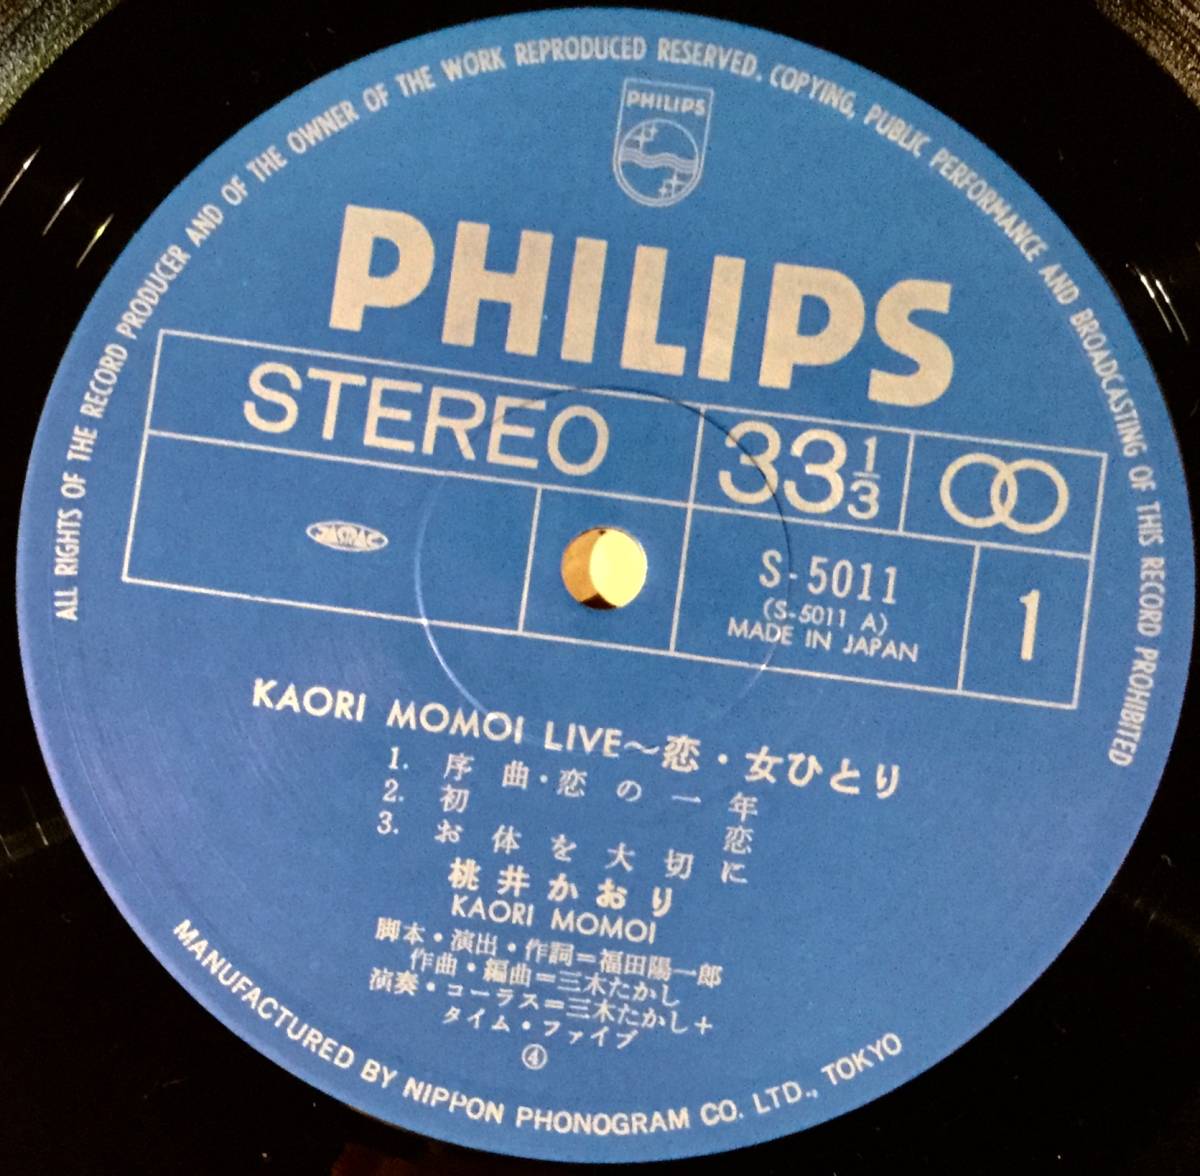 ALL RIGHTS OF THE RECORD PRODUCER AND OF THE OWNER OF THE WORK REPRODUCED RESERVED. COPYING, PUBLIC PERFORMANCE AND BROADCASTING OF THIS RECORD PROHIBITED
PHILIPS
PHILIPS
STEREO
33 1/3
JASRAC
S-5011
(S-5011 A)
MADE IN JAPAN
1
KAORI MOMOI LIVE～恋・女ひとり
1. 序曲・恋の一年
2. 初恋
3. お体を大切に
桃井かおり
KAORI MOMOI
脚本・演出・作詞＝福田陽一郎
作曲・編曲＝三木たかし
演奏・コーラス＝三木たかし＋
タイム・ファイブ
④
MANUFACTURED BY NIPPON PHONOGRAM CO. LTD., TOKYO